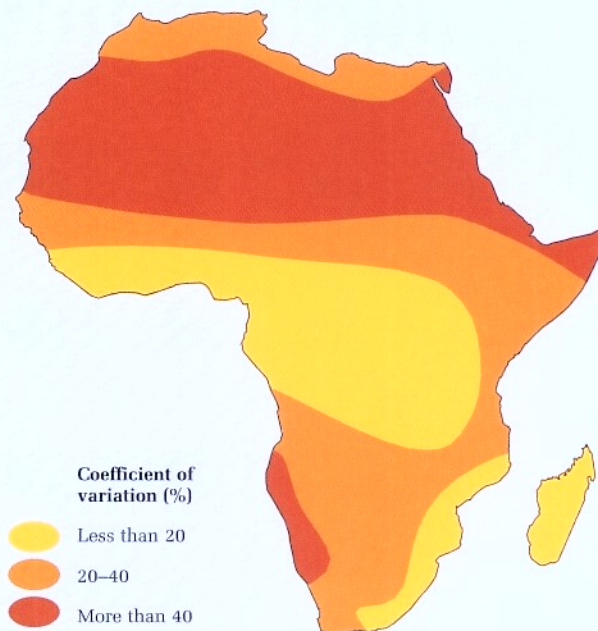 Coefficient of
variation (%)
Less than 20
20–40
More than 40